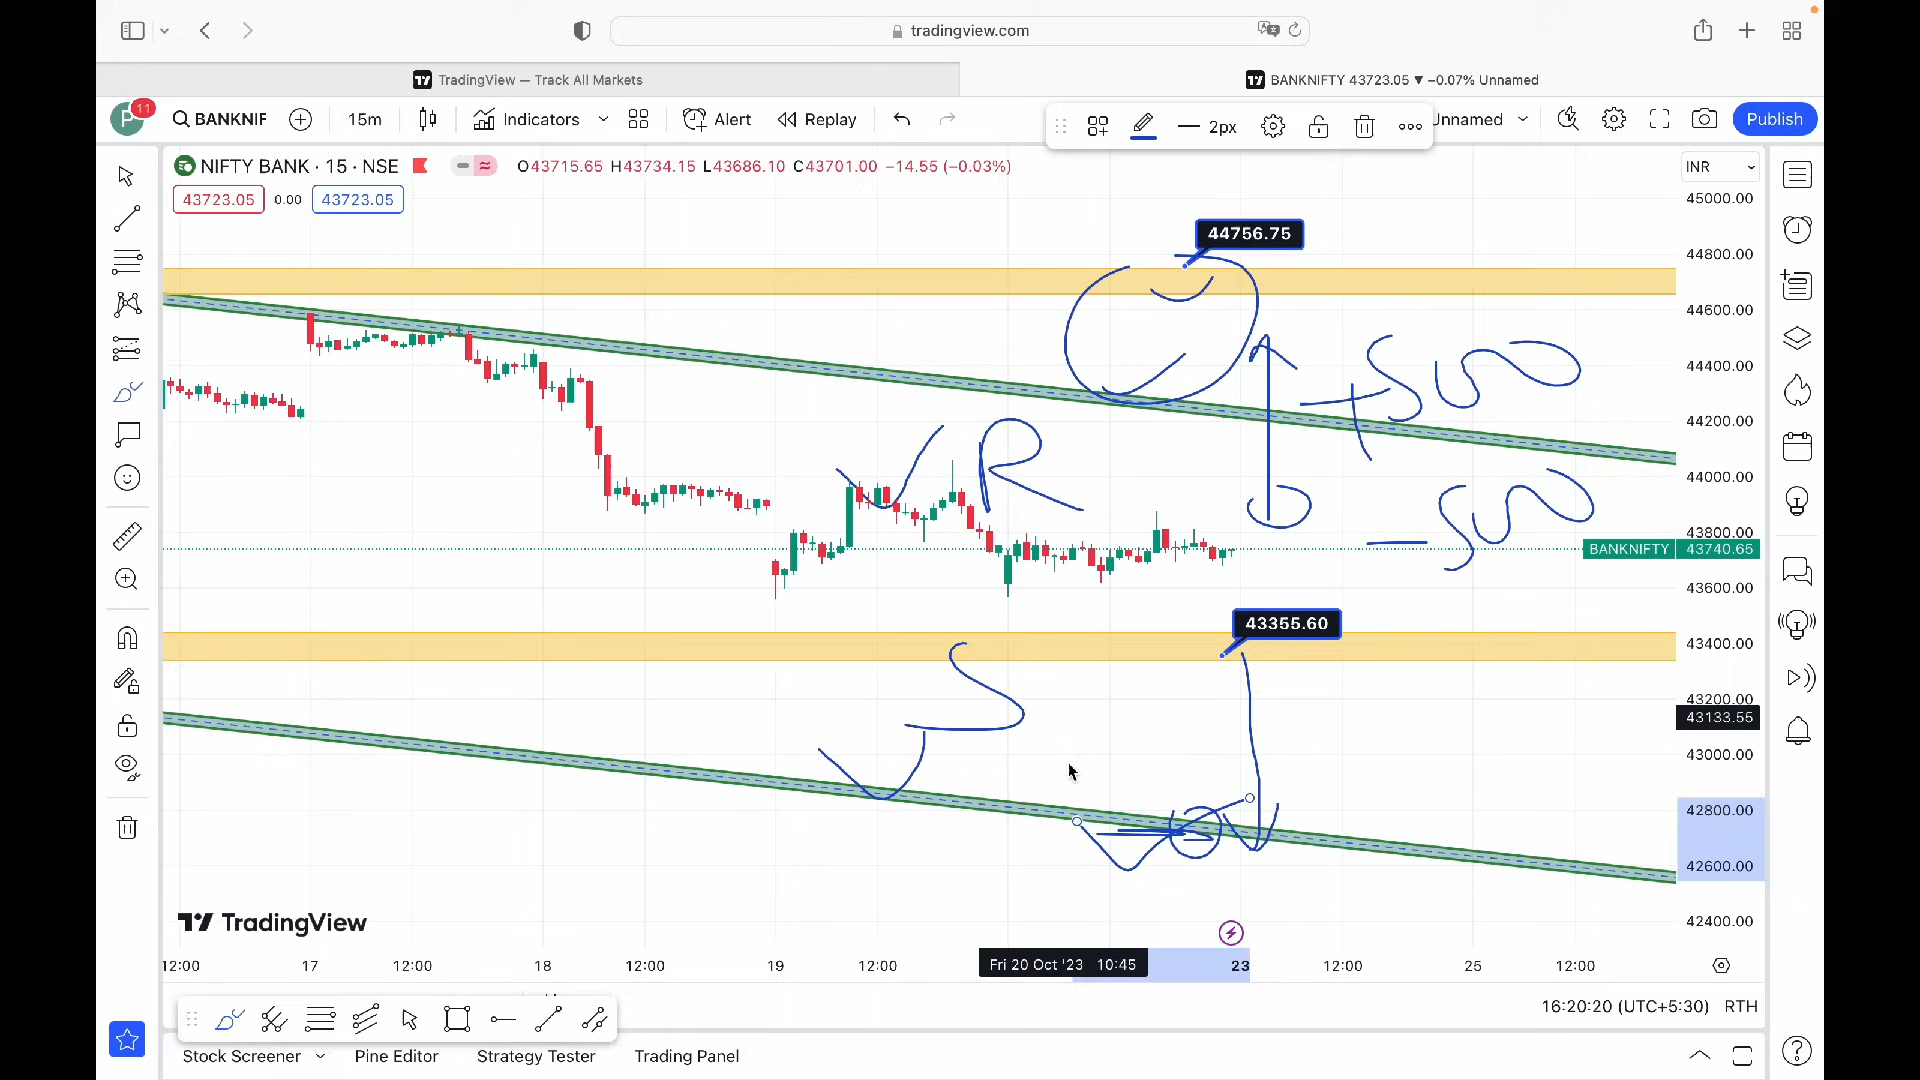 tradingview.com
TradingView — Track All Markets
BANKNIFTY 43723.05 ▼ −0.07% Unnamed
P 11 BANKNIF 15m Indicators Alert Replay 2px Unnamed Publish
NIFTY BANK · 15 · NSE O43715.65 H43734.15 L43686.10 C43701.00 −14.55 (−0.03%) INR
43723.05 0.00 43723.05
45000.00
44756.75
44800.00
44600.00
44400.00
+500
44200.00
R
44000.00
-500
43800.00
BANKNIFTY 43740.65
43600.00
43355.60
43400.00
S
43200.00
43133.55
43000.00
42800.00
42600.00
TradingView
42400.00
12:00 17 12:00 18 12:00 19 12:00 Fri 20 Oct '23 10:45 23 12:00 25 12:00
16:20:20 (UTC+5:30) RTH
Stock Screener Pine Editor Strategy Tester Trading Panel